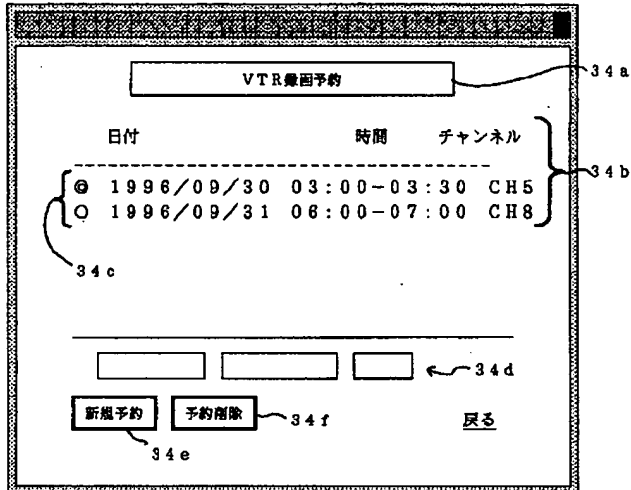 VTR録画予約
34a
日付 時間 チャンネル
34b
◎ 1996/09/30 03:00-03:30 CH5
○ 1996/09/31 06:00-07:00 CH8
34c
34d
新規予約 予約削除 34f 戻る
34e